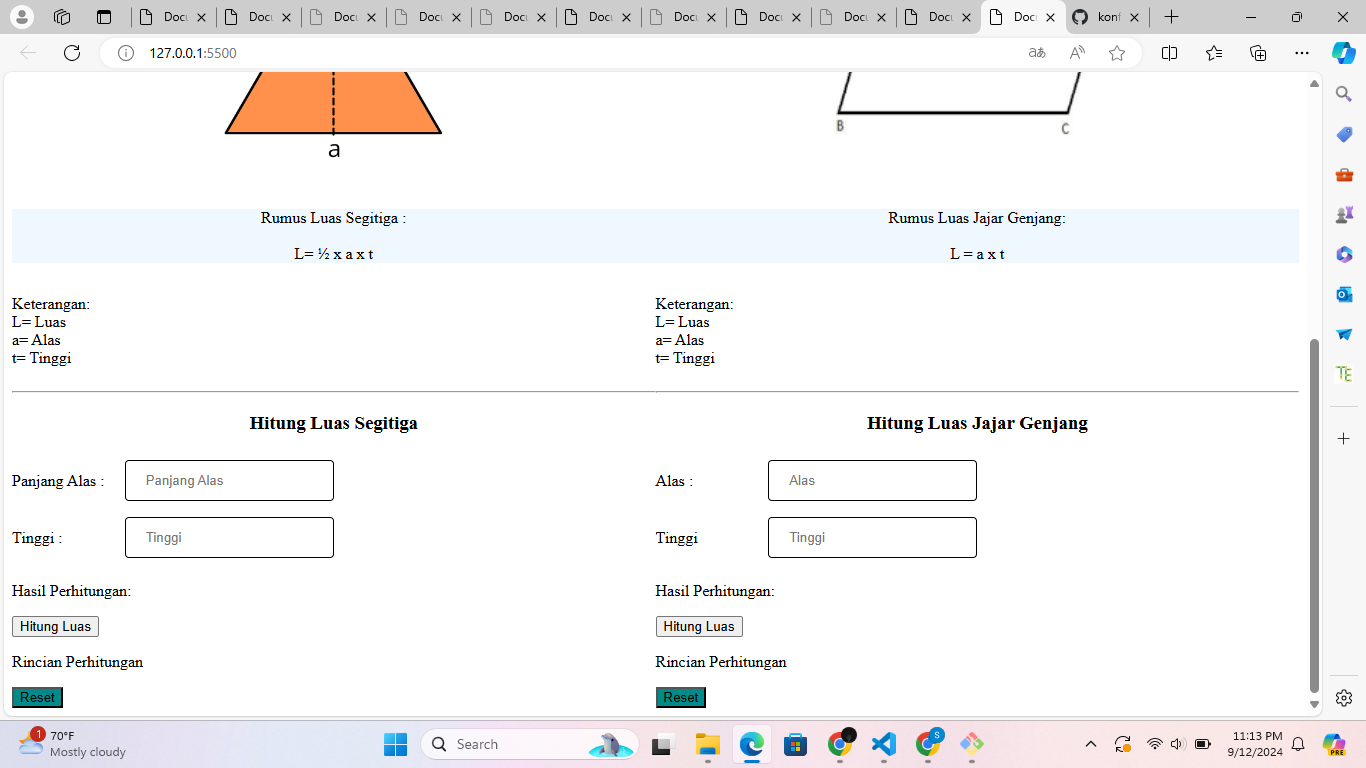 Docu
Docu
Docu
Docu
Docu
Docu
Docu
Docu
Docu
Docu
Docu
konf
127.0.0.1:5500
a
B
C
Rumus Luas Segitiga :
L= ½ x a x t
Rumus Luas Jajar Genjang:
L = a x t
Keterangan:
L= Luas
a= Alas
t= Tinggi
Keterangan:
L= Luas
a= Alas
t= Tinggi
Hitung Luas Segitiga
Panjang Alas :
Panjang Alas
Tinggi :
Tinggi
Hasil Perhitungan:
Hitung Luas
Rincian Perhitungan
Reset
Hitung Luas Jajar Genjang
Alas :
Alas
Tinggi
Tinggi
Hasil Perhitungan:
Hitung Luas
Rincian Perhitungan
Reset
1
70°F
Mostly cloudy
Search
S
11:13 PM
9/12/2024
PRE